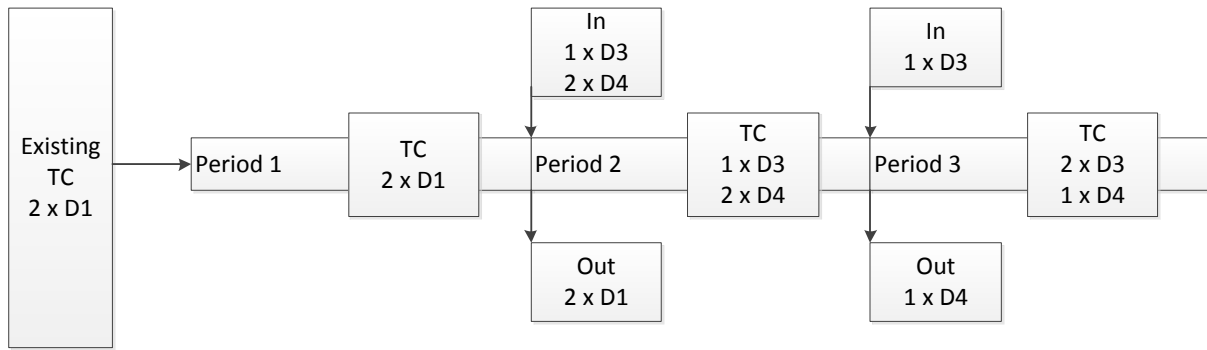 Existing
TC
2 x D1
Period 1
TC
2 x D1
In
1 x D3
2 x D4
Period 2
Out
2 x D1
TC
1 x D3
2 x D4
In
1 x D3
Period 3
Out
1 x D4
TC
2 x D3
1 x D4